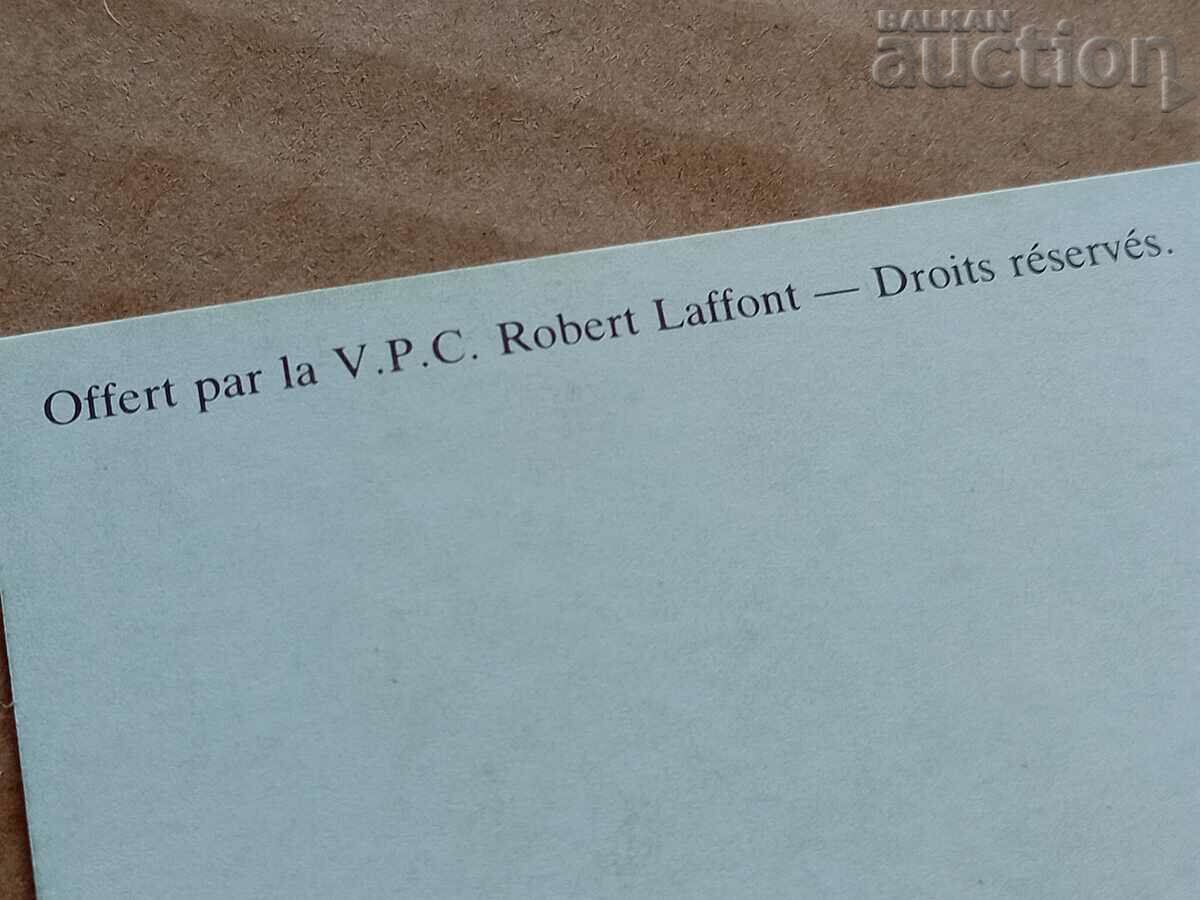 BALKAN
auction
Offert par la V.P.C. Robert Laffont — Droits réservés.